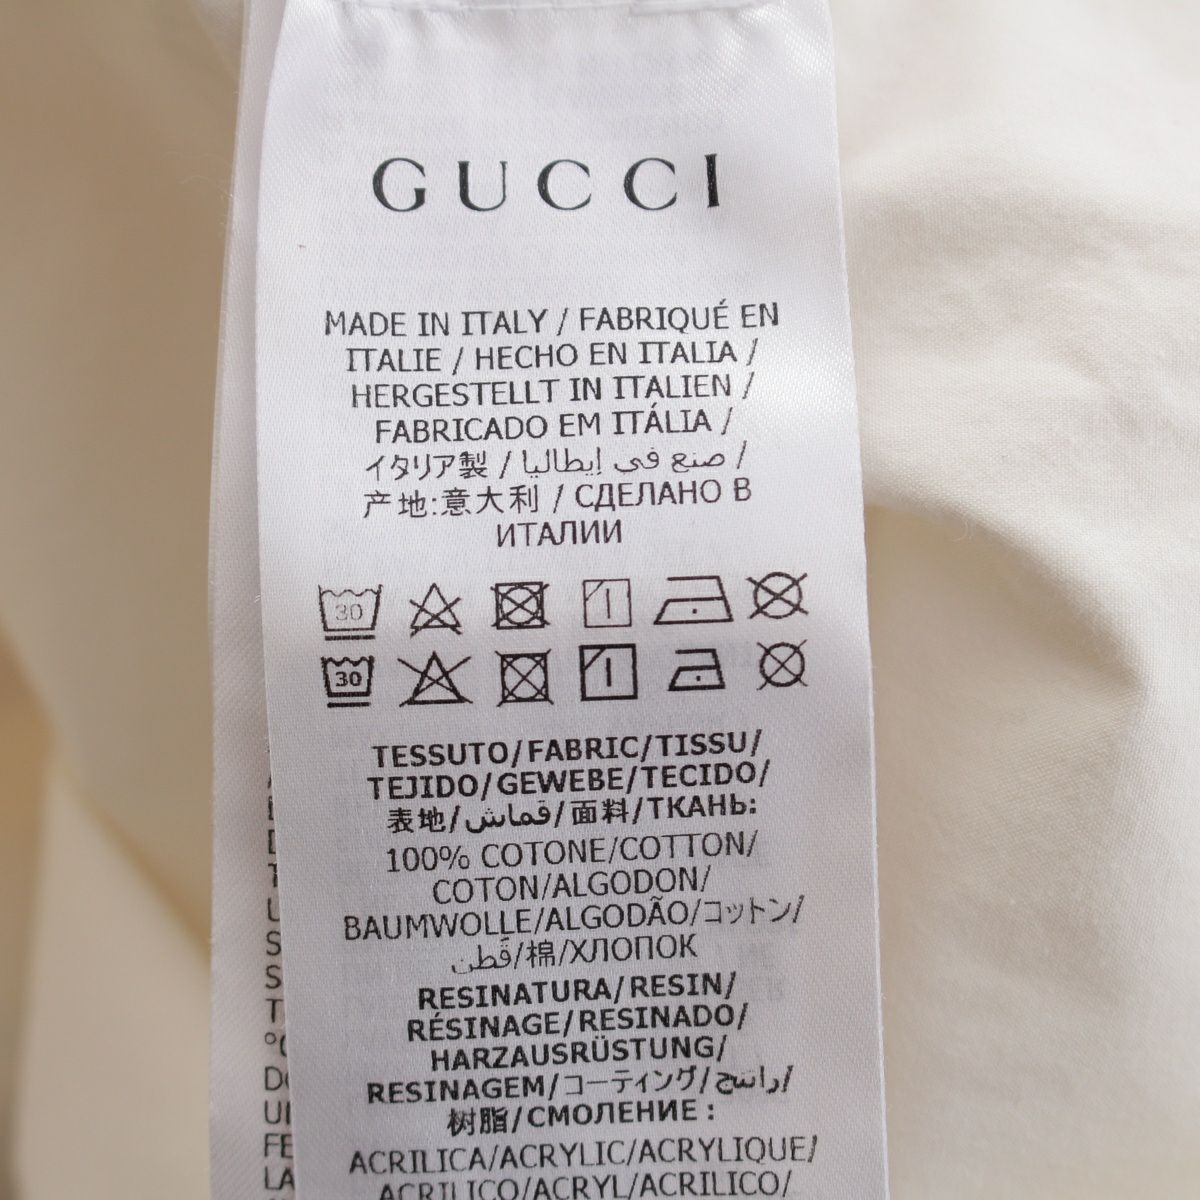 GUCCI
MADE IN ITALY / FABRIQUÉ EN
ITALIE / HECHO EN ITALIA /
HERGESTELLT IN ITALIEN /
FABRICADO EM ITÁLIA /
イタリア製 / صنع في إيطاليا /
产地:意大利 / СДЕЛАНО В
ИТАЛИИ
30
30
TESSUTO/FABRIC/TISSU/
TEJIDO/GEWEBE/TECIDO/
表地/قماش/面料/ТКАНЬ:
100% COTONE/COTTON/
COTON/ALGODON/
BAUMWOLLE/ALGODÃO/コットン/
قطن/棉/ХЛОПОК
RESINATURA/RESIN/
RÉSINAGE/RESINADO/
HARZAUSRÜSTUNG/
RESINAGEM/コーティング/راتنج/
树脂/СМОЛЕНИЕ :
ACRILICA/ACRYLIC/ACRYLIQUE/
ACRILICO/ACRYL/ACRILICO/